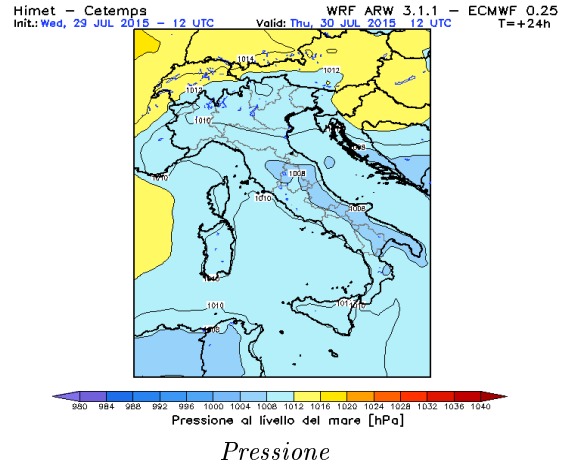 Himet – Cetemps WRF ARW 3.1.1 – ECMWF 0.25
Init.: Wed, 29 JUL 2015 – 12 UTC Valid: Thu, 30 JUL 2015 12 UTC T=+24h
1014
1012
1012
1010
1008
1008
1010
1010
1008
1010
1010
101 1010
1008
980 984 988 992 996 1000 1004 1008 1012 1016 1020 1024 1028 1032 1036 1040
Pressione al livello del mare [hPa]
Pressione